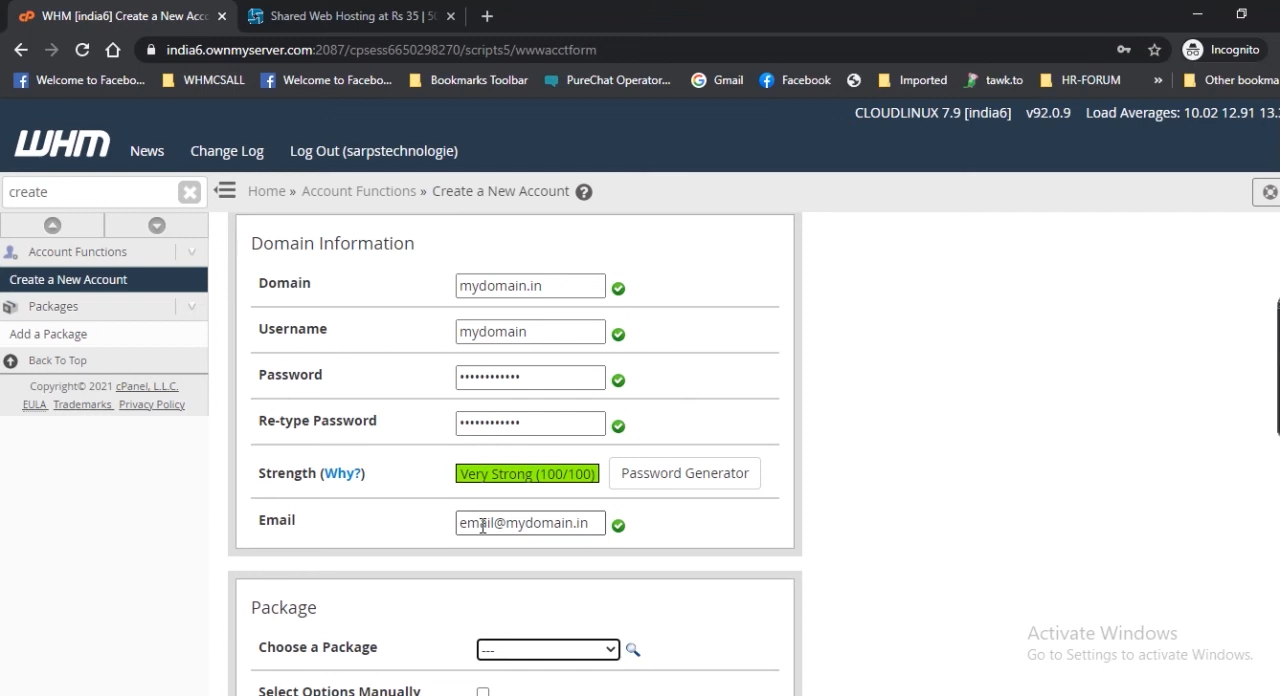 WHM [india6] Create a New Acc
Shared Web Hosting at Rs 35 | 50
india6.ownmyserver.com:2087/cpsess6650298270/scripts5/wwwacctform
Incognito
Welcome to Facebo...
WHMCSALL
Welcome to Facebo...
Bookmarks Toolbar
PureChat Operator...
Gmail
Facebook
Imported
tawk.to
HR-FORUM
»
Other bookma
CLOUDLINUX 7.9 [india6] v92.0.9 Load Averages: 10.02 12.91 13.
WHM
News
Change Log
Log Out (sarpstechnologie)
create
Home » Account Functions » Create a New Account
Account Functions
Create a New Account
Packages
Add a Package
Back To Top
Copyright© 2021 cPanel, L.L.C.
EULA Trademarks Privacy Policy
Domain Information
Domain
mydomain.in
Username
mydomain
Password
••••••••••••
Re-type Password
••••••••••••
Strength (Why?)
Very Strong (100/100)
Password Generator
Email
email@mydomain.in
Package
Choose a Package
---
Select Options Manually
Activate Windows
Go to Settings to activate Windows.